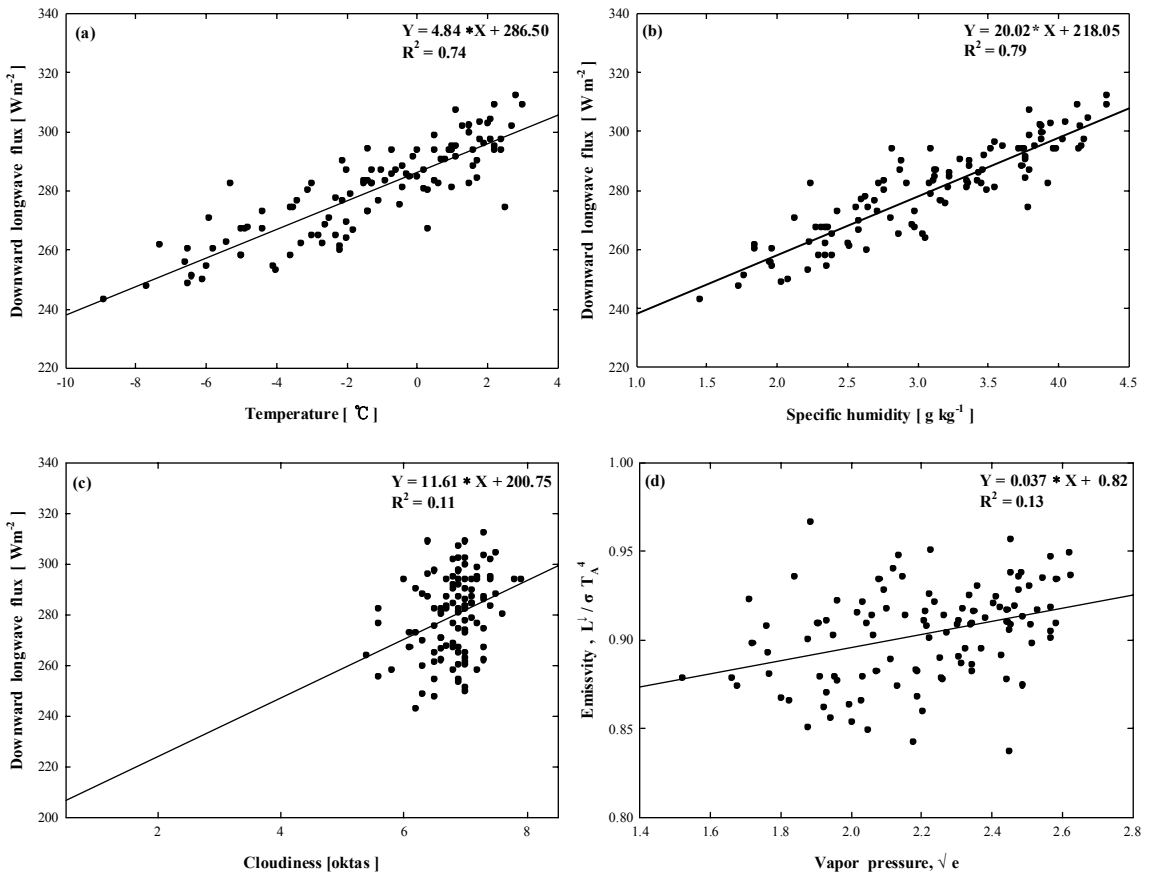 (a)
Y = 4.84 *X + 286.50
R² = 0.74
340
320
300
280
260
240
220
Downward longwave flux [ Wm⁻² ]
-10 -8 -6 -4 -2 0 2 4
Temperature [ ℃ ]
(b)
Y = 20.02* X + 218.05
R² = 0.79
340
320
300
280
260
240
220
Downward longwave flux [ Wm⁻² ]
1.0 1.5 2.0 2.5 3.0 3.5 4.0 4.5
Specific humidity [ g kg⁻¹ ]
(c)
Y = 11.61 * X + 200.75
R² = 0.11
340
320
300
280
260
240
220
200
Downward longwave flux [ Wm⁻² ]
2 4 6 8
Cloudiness [oktas ]
(d)
Y = 0.037 * X + 0.82
R² = 0.13
1.00
0.95
0.90
0.85
0.80
Emissvity , L↓ / σ T_A⁴
1.4 1.6 1.8 2.0 2.2 2.4 2.6 2.8
Vapor pressure, √ e